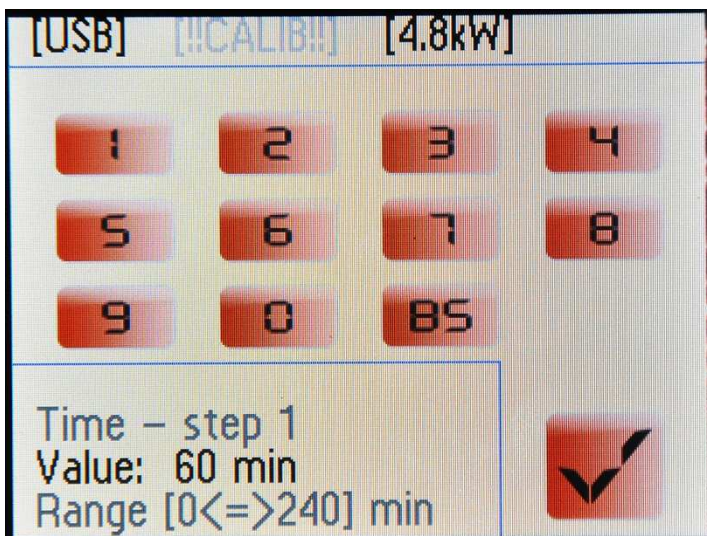 [USB] [!!CALIB!!] [4.8kW]
1 2 3 4
5 6 7 8
9 0 BS
Time - step 1
Value: 60 min
Range [0<=>240] min